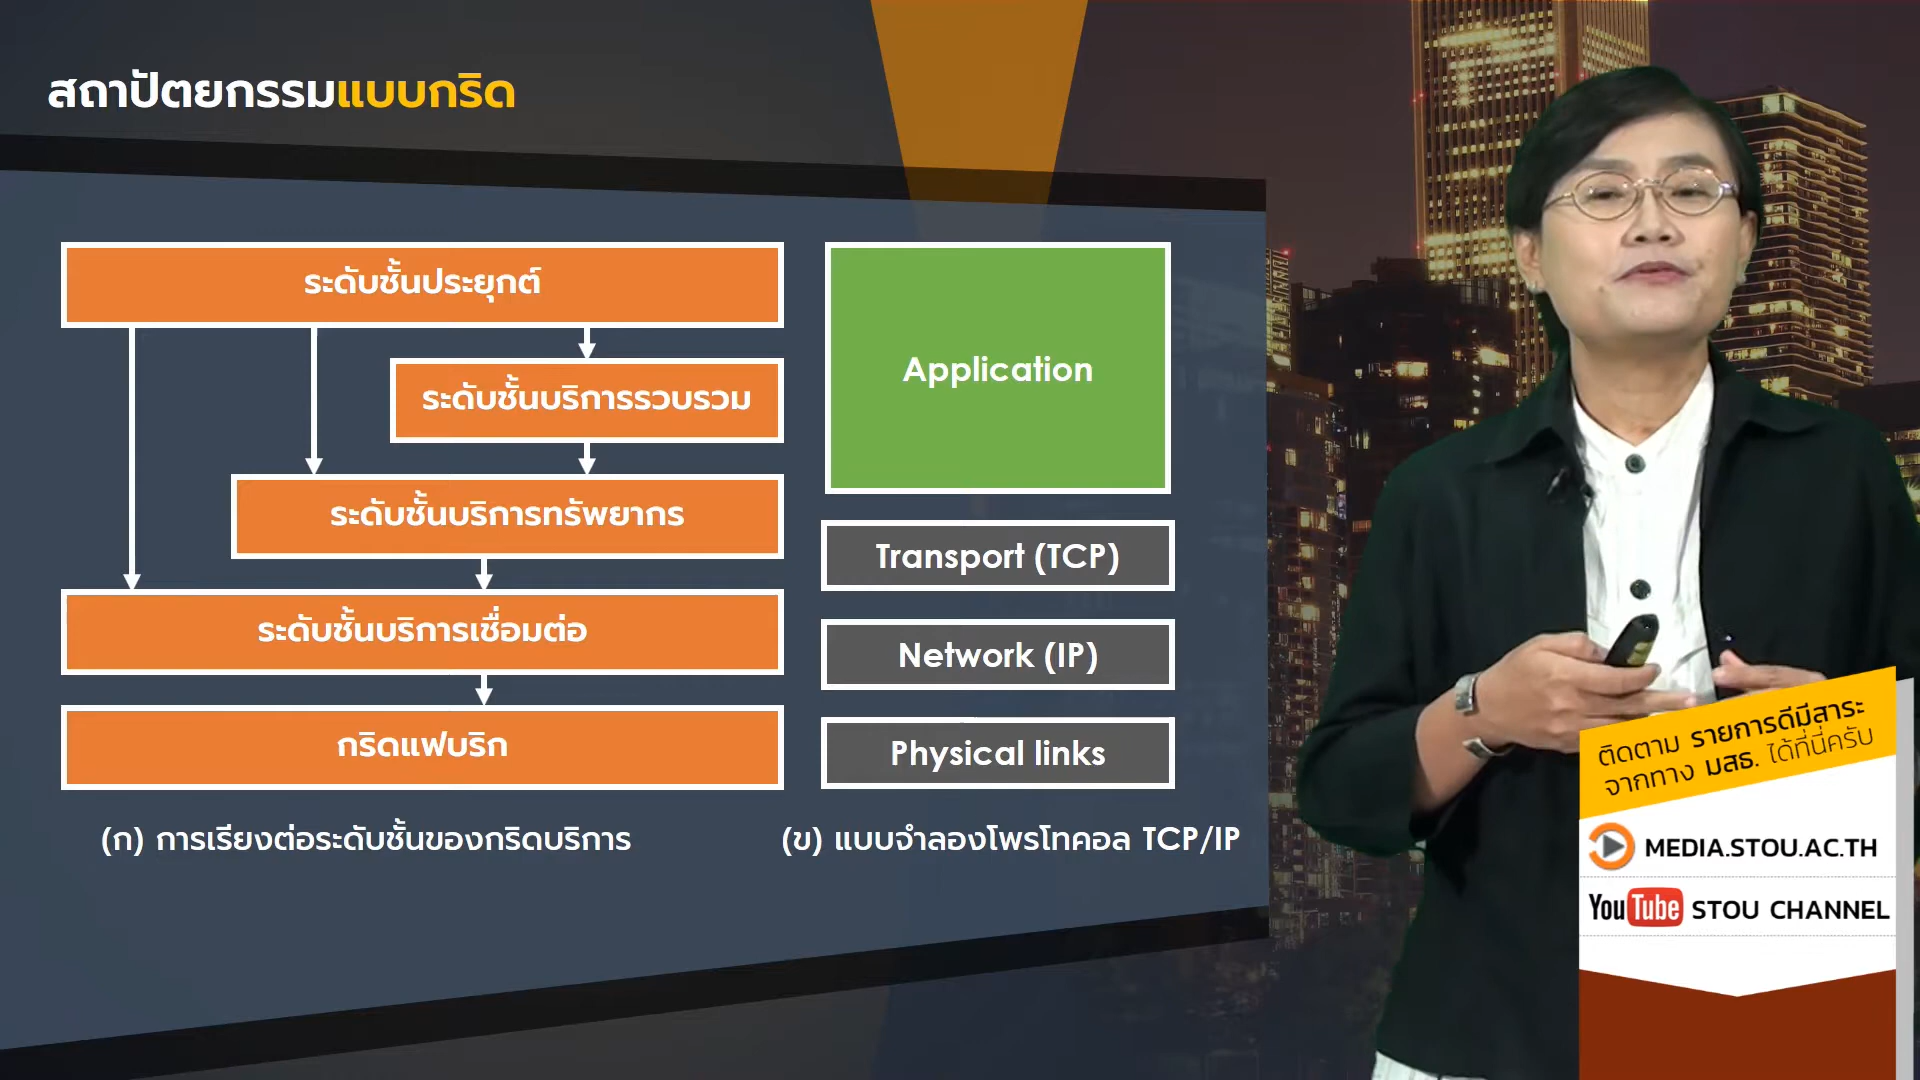 สถาปัตยกรรมแบบกริด
ระดับชั้นประยุกต์
ระดับชั้นบริการรวบรวม
ระดับชั้นบริการทรัพยากร
ระดับชั้นบริการเชื่อมต่อ
กริดแฟบริก
(ก) การเรียงต่อระดับชั้นของกริดบริการ
Application
Transport (TCP)
Network (IP)
Physical links
(ข) แบบจำลองโพรโทคอล TCP/IP
ติดตาม รายการดีมีสาระ
จากทาง มสธ. ได้ที่นี่ครับ
MEDIA.STOU.AC.TH
YouTube STOU CHANNEL